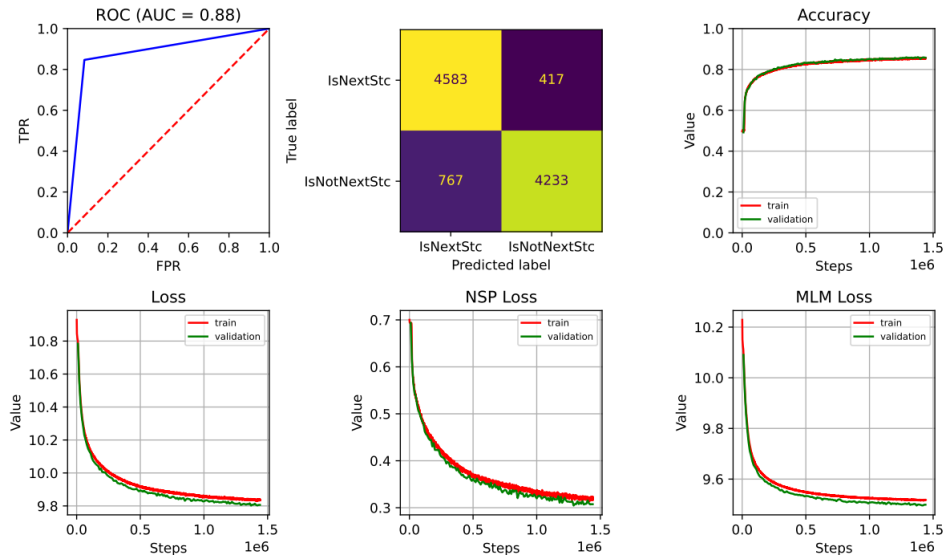 ROC (AUC = 0.88)
1.0
0.8
0.6
0.4
0.2
0.0
TPR
0.0 0.2 0.4 0.6 0.8 1.0
FPR
True label
IsNextStc
IsNotNextStc
4583 417
767 4233
IsNextStc IsNotNextStc
Predicted label
Accuracy
1.0
0.8
0.6
0.4
0.2
0.0
Value
train
validation
0.0 0.5 1.0 1.5
Steps
1e6
Loss
10.8
10.6
10.4
10.2
10.0
9.8
Value
train
validation
0.0 0.5 1.0
Steps
1e6
NSP Loss
0.7
0.6
0.5
0.4
0.3
Value
train
validation
0.0 0.5 1.0 1.5
Steps
1e6
MLM Loss
10.2
10.0
9.8
9.6
Value
train
validation
0.0 0.5 1.0 1.5
Steps
1e6